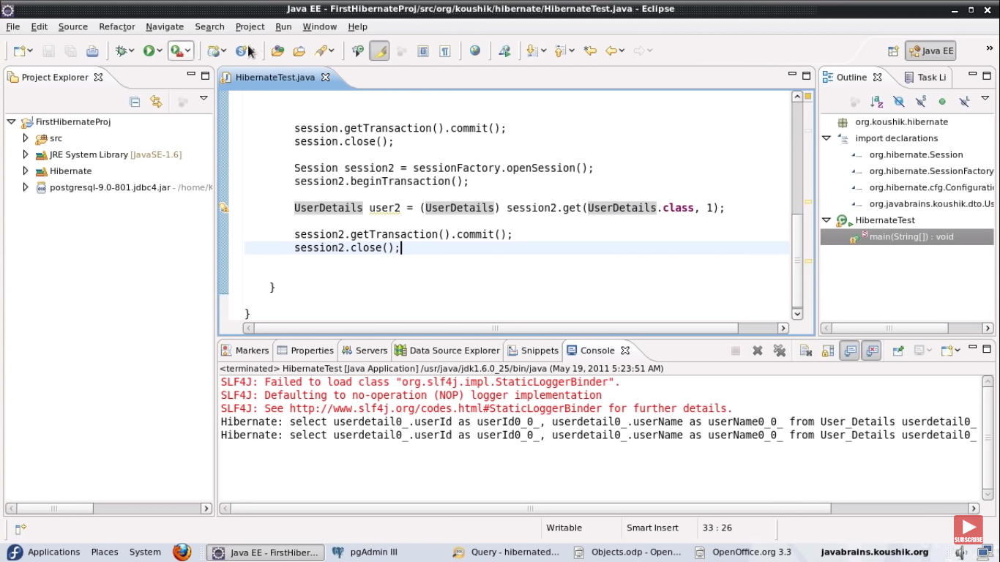 Java EE - FirstHibernateProj/src/org/koushik/hibernate/HibernateTest.java - Eclipse
File Edit Source Refactor Navigate Search Project Run Window Help
Java EE
Project Explorer
FirstHibernateProj
src
JRE System Library [JavaSE-1.6]
Hibernate
postgresql-9.0-801.jdbc4.jar - /home/K
HibernateTest.java
session.getTransaction().commit();
session.close();
Session session2 = sessionFactory.openSession();
session2.beginTransaction();
UserDetails user2 = (UserDetails) session2.get(UserDetails.class, 1);
session2.getTransaction().commit();
session2.close();
}
}
Outline Task Li
org.koushik.hibernate
import declarations
org.hibernate.Session
org.hibernate.SessionFactory
org.hibernate.cfg.Configurati
org.javabrains.koushik.dto.Us
HibernateTest
main(String[]) : void
Markers Properties Servers Data Source Explorer Snippets Console
<terminated> HibernateTest [Java Application] /usr/java/jdk1.6.0_25/bin/java (May 19, 2011 5:23:51 AM)
SLF4J: Failed to load class "org.slf4j.impl.StaticLoggerBinder".
SLF4J: Defaulting to no-operation (NOP) logger implementation
SLF4J: See http://www.slf4j.org/codes.html#StaticLoggerBinder for further details.
Hibernate: select userdetail0_.userId as userId0_0_, userdetail0_.userName as userName0_0_ from User_Details userdetail0_
Hibernate: select userdetail0_.userId as userId0_0_, userdetail0_.userName as userName0_0_ from User_Details userdetail0_
Writable Smart Insert 33 : 26
SUBSCRIBE
Applications Places System Java EE - FirstHiber... pgAdmin III Query - hibernated... Objects.odp - Open... OpenOffice.org 3.3 javabrains.koushik.org